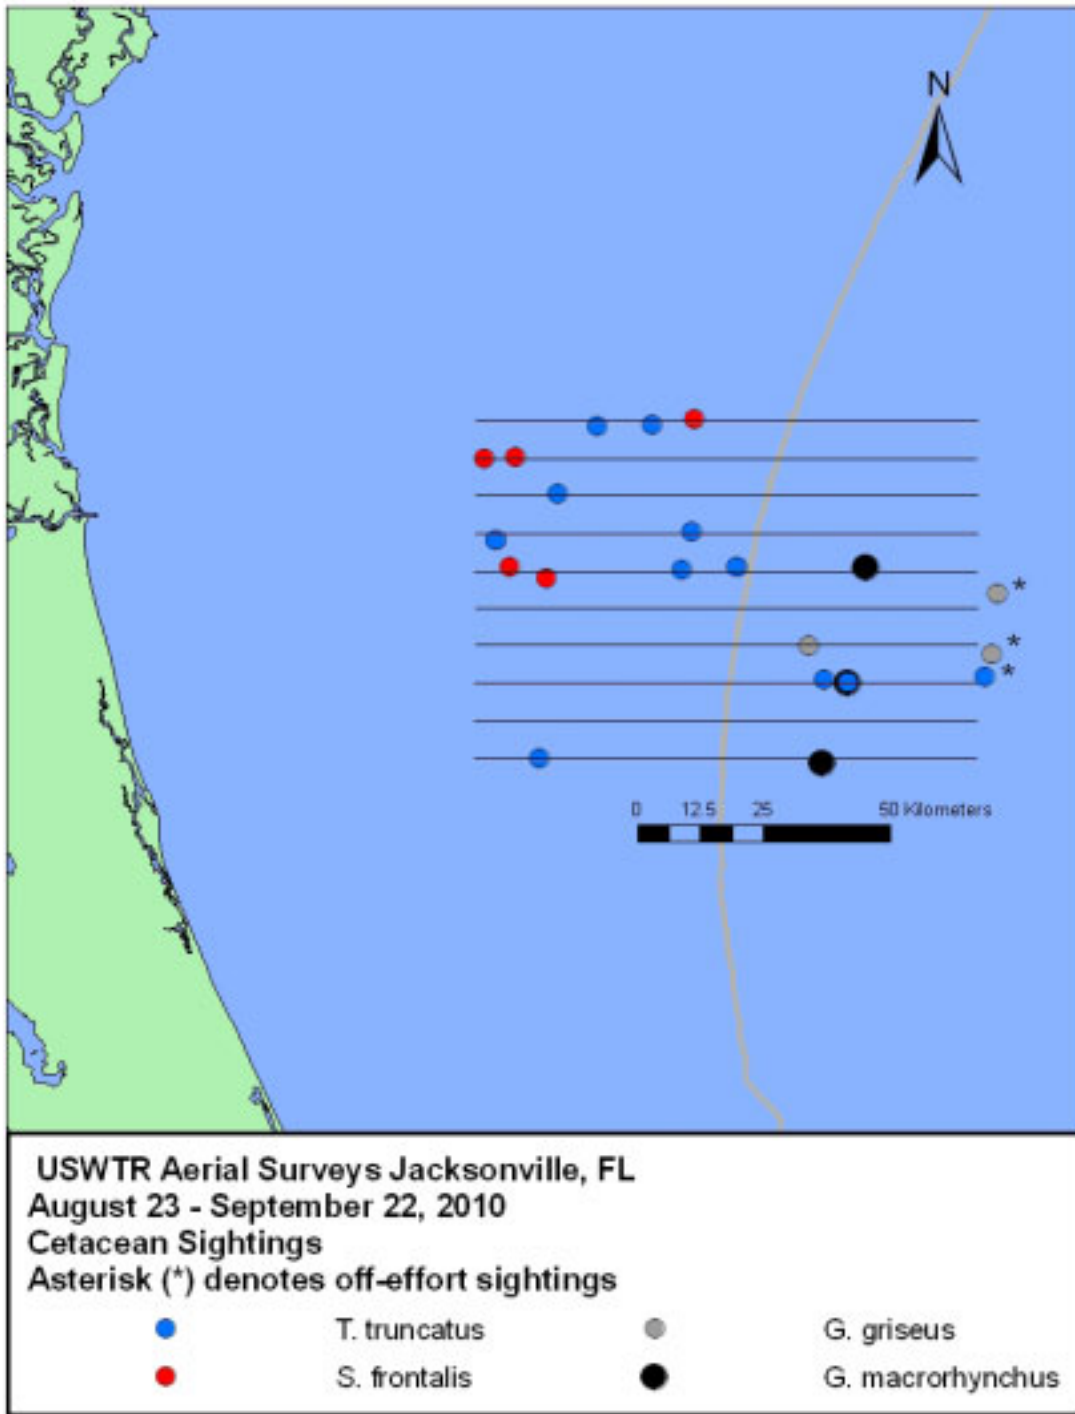 N
*
*
*
0 12.5 25 50 Kilometers
USWTR Aerial Surveys Jacksonville, FL
August 23 - September 22, 2010
Cetacean Sightings
Asterisk (*) denotes off-effort sightings
T. truncatus G. griseus
S. frontalis G. macrorhynchus